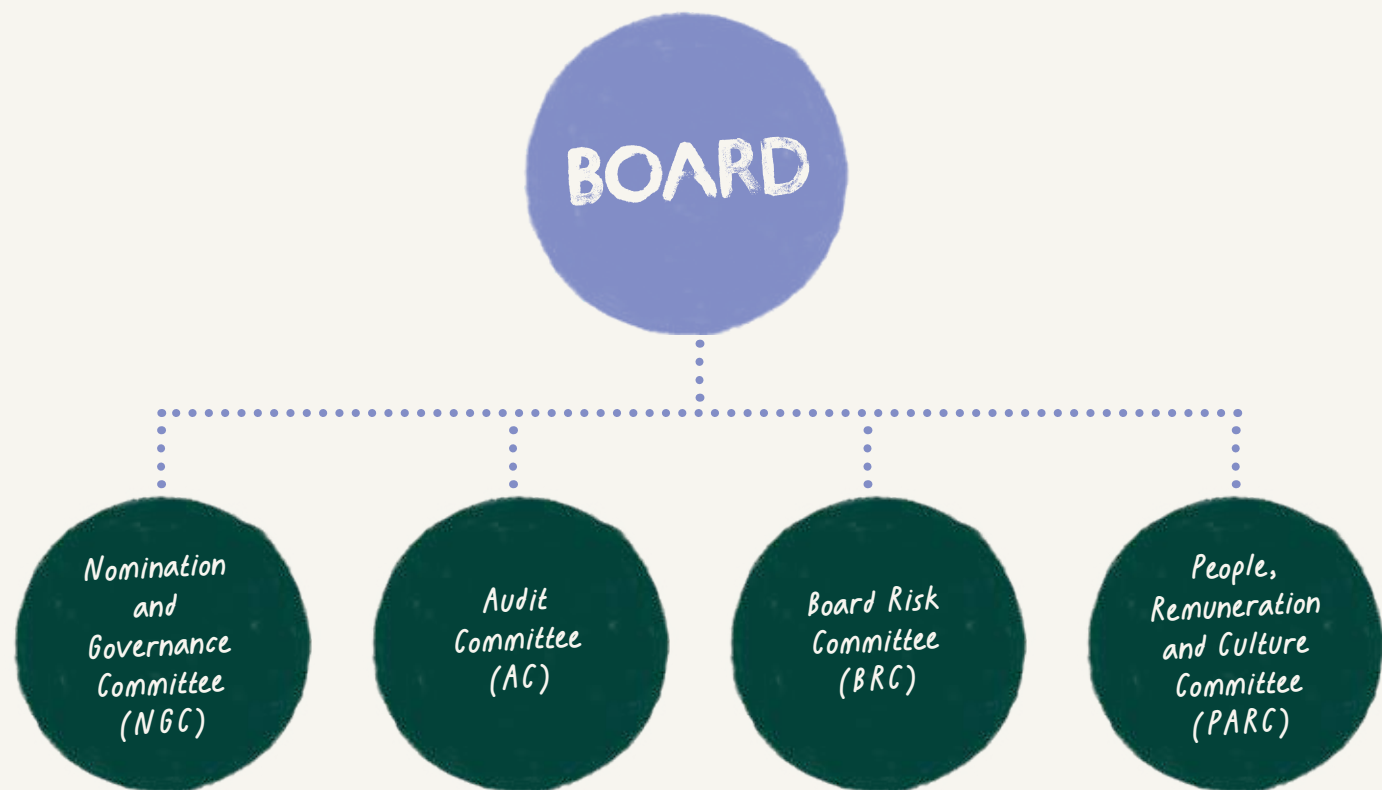 BOARD
Nomination
and
Governance
Committee
(NGC)
Audit
Committee
(AC)
Board Risk
Committee
(BRC)
People,
Remuneration
and Culture
Committee
(PARC)